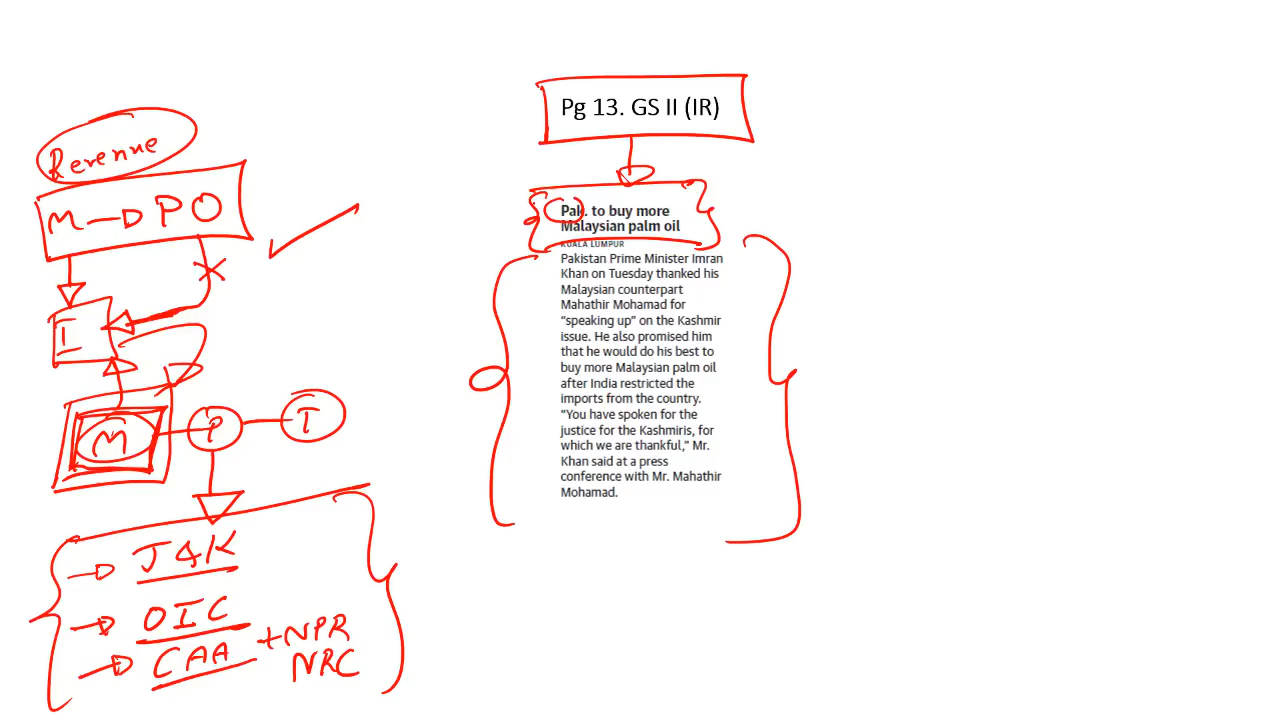 Revenue
M → PO
I
M
P
T
→ J&K
→ OIC
→ CAA
+NPR
NRC
Pg 13. GS II (IR)
Pak. to buy more
Malaysian palm oil
KUALA LUMPUR
Pakistan Prime Minister Imran
Khan on Tuesday thanked his
Malaysian counterpart
Mahathir Mohamad for
“speaking up” on the Kashmir
issue. He also promised him
that he would do his best to
buy more Malaysian palm oil
after India restricted the
imports from the country.
“You have spoken for the
justice for the Kashmiris, for
which we are thankful,” Mr.
Khan said at a press
conference with Mr. Mahathir
Mohamad.